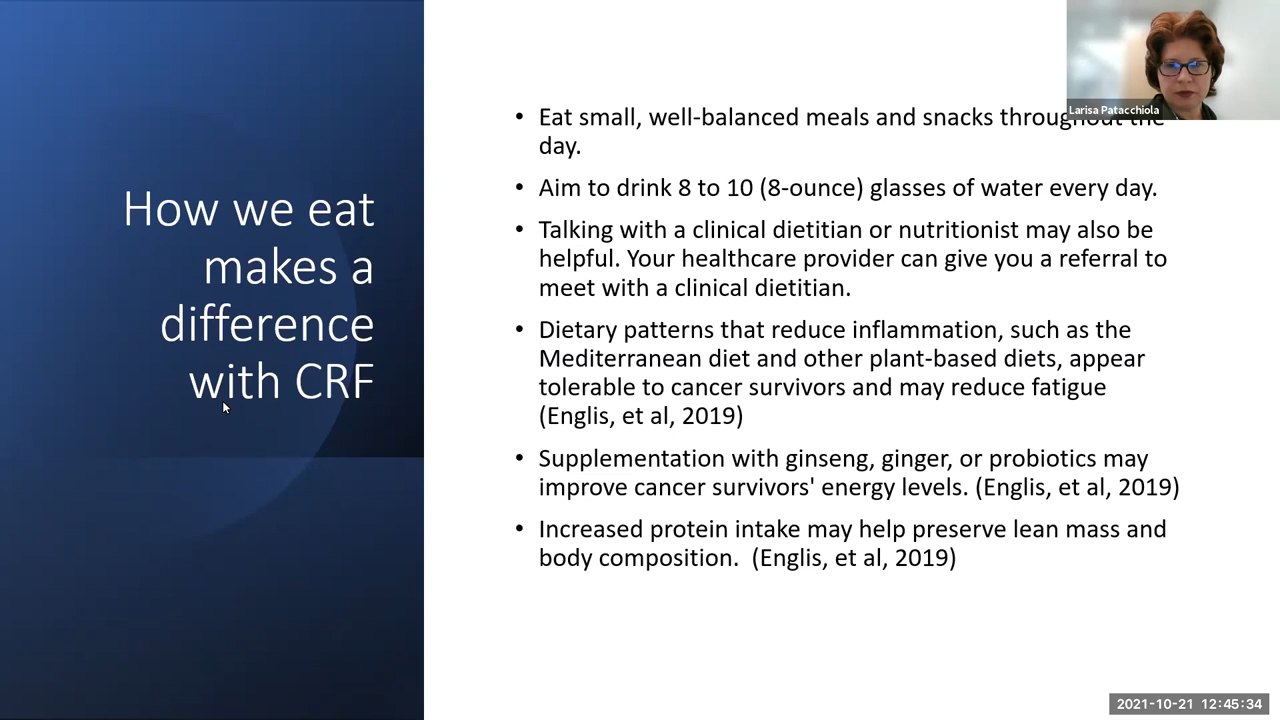 How we eat
makes a
difference
with CRF
• Eat small, well-balanced meals and snacks throughout the
day.
• Aim to drink 8 to 10 (8-ounce) glasses of water every day.
• Talking with a clinical dietitian or nutritionist may also be
helpful. Your healthcare provider can give you a referral to
meet with a clinical dietitian.
• Dietary patterns that reduce inflammation, such as the
Mediterranean diet and other plant-based diets, appear
tolerable to cancer survivors and may reduce fatigue
(Englis, et al, 2019)
• Supplementation with ginseng, ginger, or probiotics may
improve cancer survivors' energy levels. (Englis, et al, 2019)
• Increased protein intake may help preserve lean mass and
body composition.  (Englis, et al, 2019)
Larisa Patacchiola
2021-10-21 12:45:34